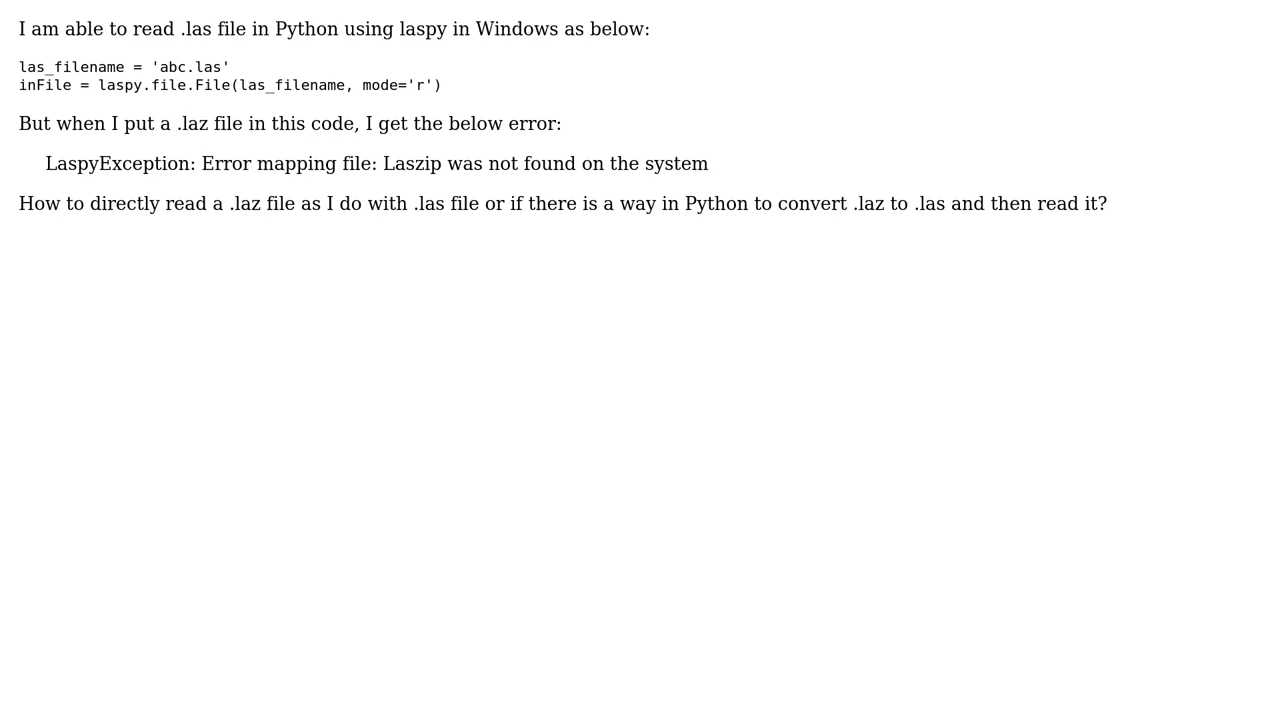 I am able to read .las file in Python using laspy in Windows as below:
las_filename = 'abc.las'
inFile = laspy.file.File(las_filename, mode='r')
But when I put a .laz file in this code, I get the below error:
LaspyException: Error mapping file: Laszip was not found on the system
How to directly read a .laz file as I do with .las file or if there is a way in Python to convert .laz to .las and then read it?